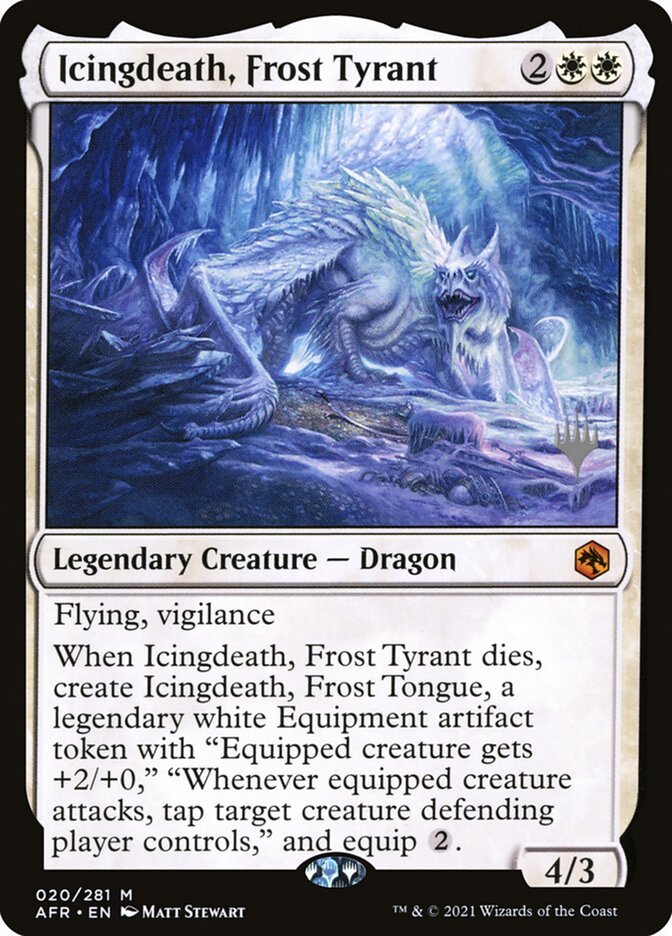 Icingdeath, Frost Tyrant 2
Legendary Creature — Dragon
Flying, vigilance
When Icingdeath, Frost Tyrant dies,
create Icingdeath, Frost Tongue, a
legendary white Equipment artifact
token with “Equipped creature gets
+2/+0,” “Whenever equipped creature
attacks, tap target creature defending
player controls,” and equip 2.
4/3
020/281 M
AFR • EN Matt Stewart
™ & © 2021 Wizards of the Coast